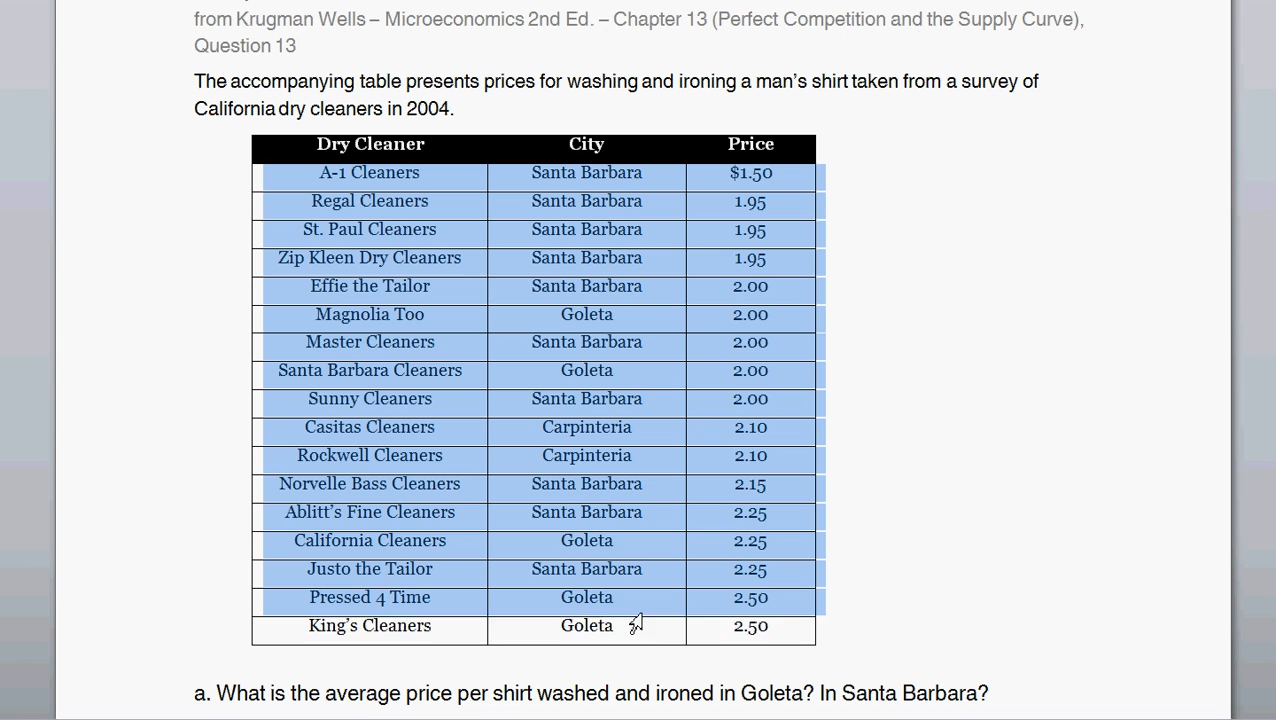 from Krugman Wells – Microeconomics 2nd Ed. – Chapter 13 (Perfect Competition and the Supply Curve),
Question 13
The accompanying table presents prices for washing and ironing a man's shirt taken from a survey of
California dry cleaners in 2004.
Dry Cleaner City Price
A-1 Cleaners Santa Barbara $1.50
Regal Cleaners Santa Barbara 1.95
St. Paul Cleaners Santa Barbara 1.95
Zip Kleen Dry Cleaners Santa Barbara 1.95
Effie the Tailor Santa Barbara 2.00
Magnolia Too Goleta 2.00
Master Cleaners Santa Barbara 2.00
Santa Barbara Cleaners Goleta 2.00
Sunny Cleaners Santa Barbara 2.00
Casitas Cleaners Carpinteria 2.10
Rockwell Cleaners Carpinteria 2.10
Norvelle Bass Cleaners Santa Barbara 2.15
Ablitt's Fine Cleaners Santa Barbara 2.25
California Cleaners Goleta 2.25
Justo the Tailor Santa Barbara 2.25
Pressed 4 Time Goleta 2.50
King's Cleaners Goleta 2.50
a. What is the average price per shirt washed and ironed in Goleta? In Santa Barbara?